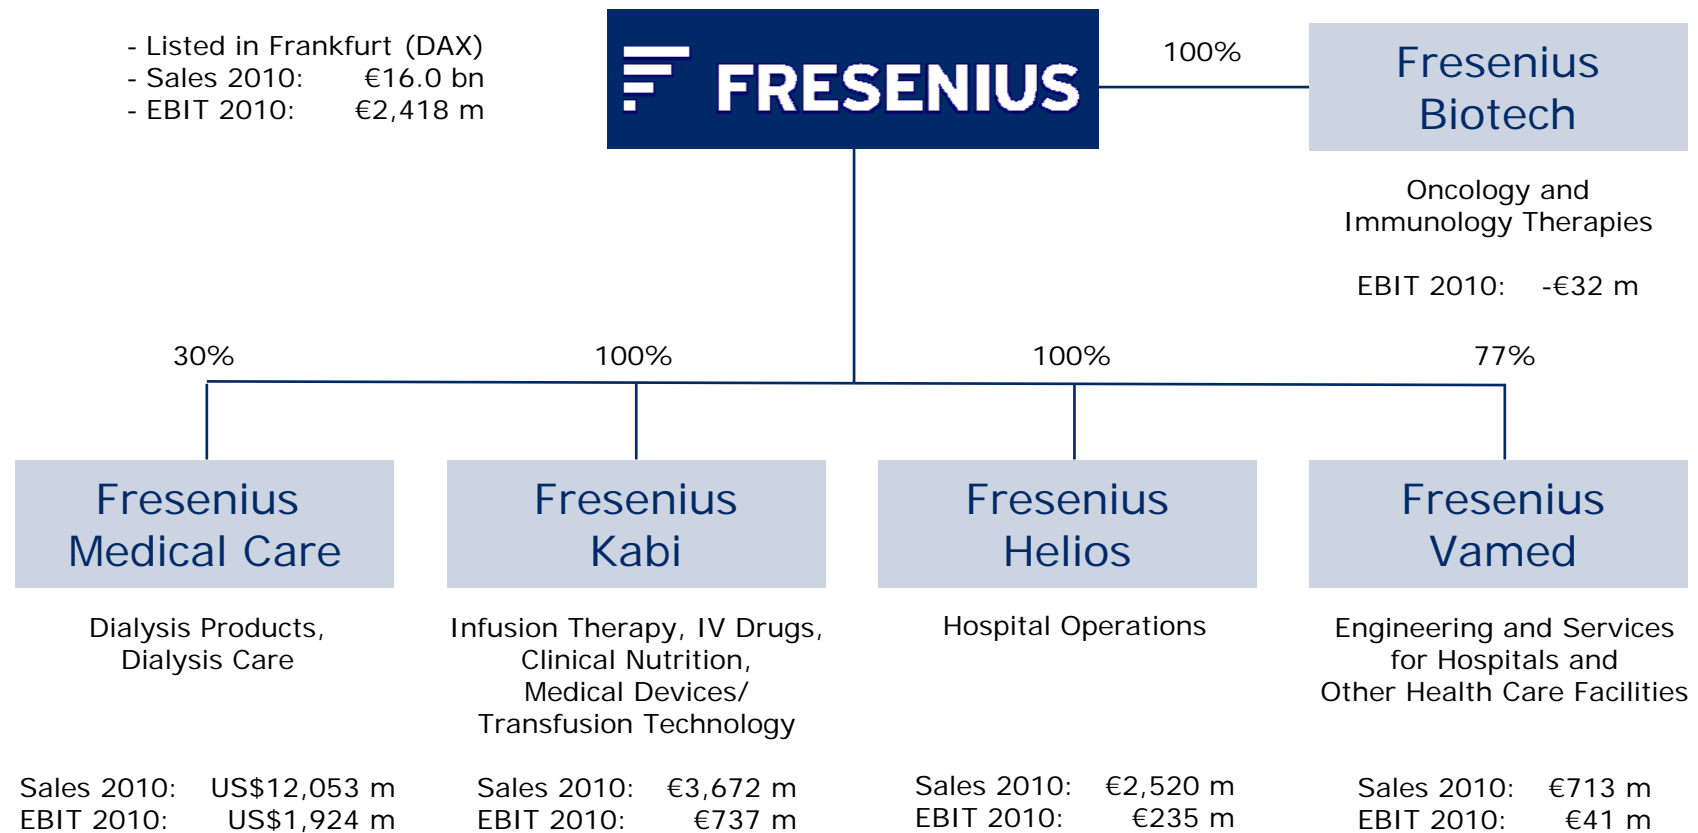 - Listed in Frankfurt (DAX)
- Sales 2010: €16.0 bn
- EBIT 2010: €2,418 m
FRESENIUS
100%
Fresenius
Biotech
Oncology and
Immunology Therapies
EBIT 2010: -€32 m
30%
100%
100%
77%
Fresenius
Medical Care
Dialysis Products,
Dialysis Care
Sales 2010: US$12,053 m
EBIT 2010: US$1,924 m
Fresenius
Kabi
Infusion Therapy, IV Drugs,
Clinical Nutrition,
Medical Devices/
Transfusion Technology
Sales 2010: €3,672 m
EBIT 2010: €737 m
Fresenius
Helios
Hospital Operations
Sales 2010: €2,520 m
EBIT 2010: €235 m
Fresenius
Vamed
Engineering and Services
for Hospitals and
Other Health Care Facilities
Sales 2010: €713 m
EBIT 2010: €41 m